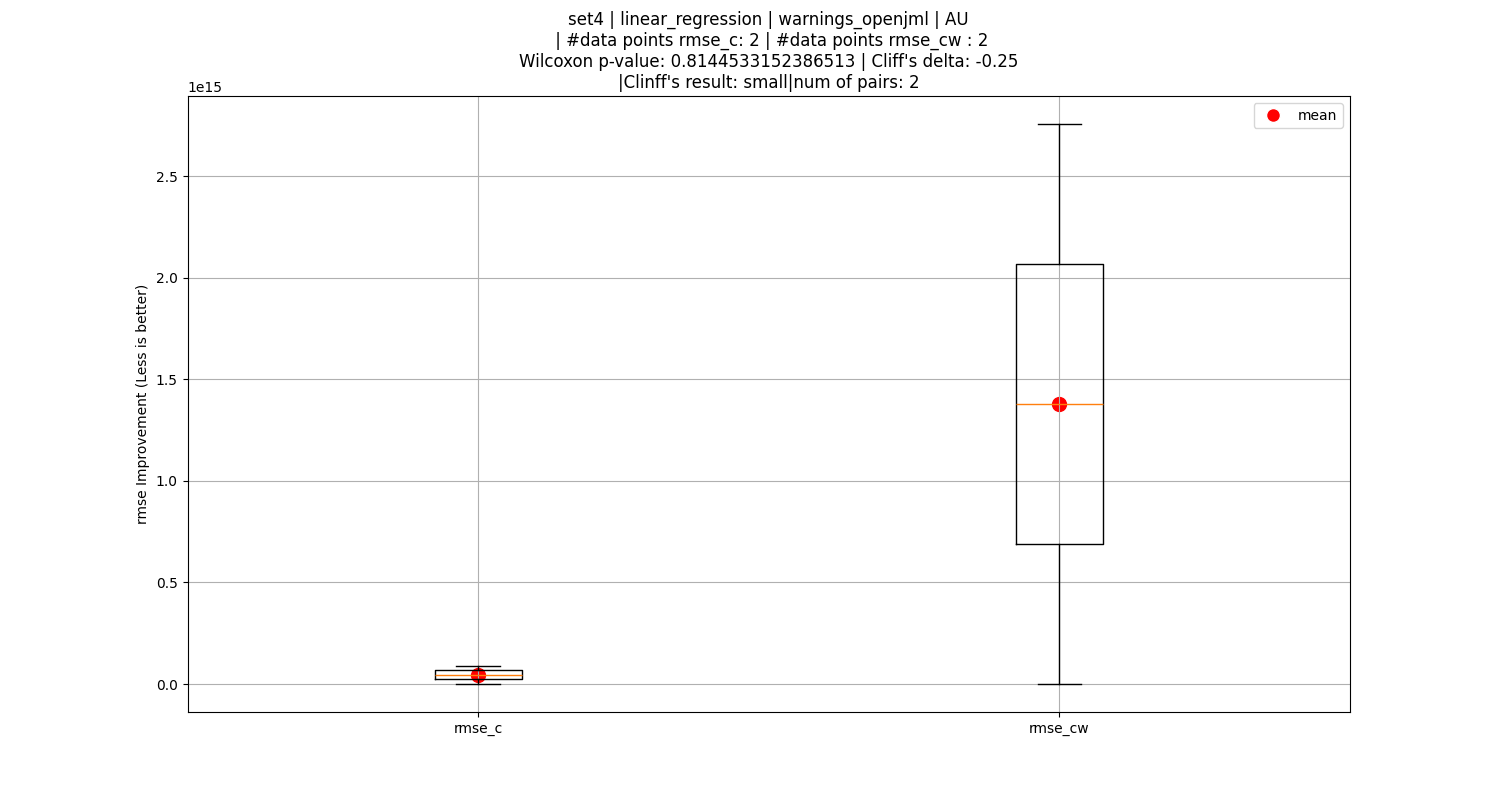 set4 | linear_regression | warnings_openjml | AU
| #data points rmse_c: 2 | #data points rmse_cw : 2
Wilcoxon p-value: 0.8144533152386513 | Cliff's delta: -0.25
|Clinff's result: small|num of pairs: 2
1e15
mean
2.5
2.0
1.5
1.0
0.5
0.0
rmse Improvement (Less is better)
rmse_c
rmse_cw